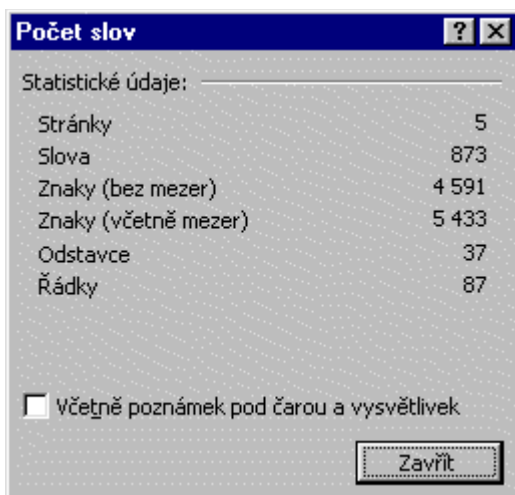 Počet slov
Statistické údaje:
Stránky 5
Slova 873
Znaky (bez mezer) 4 591
Znaky (včetně mezer) 5 433
Odstavce 37
Řádky 87
Včetně poznámek pod čarou a vysvětlivek
Zavřít